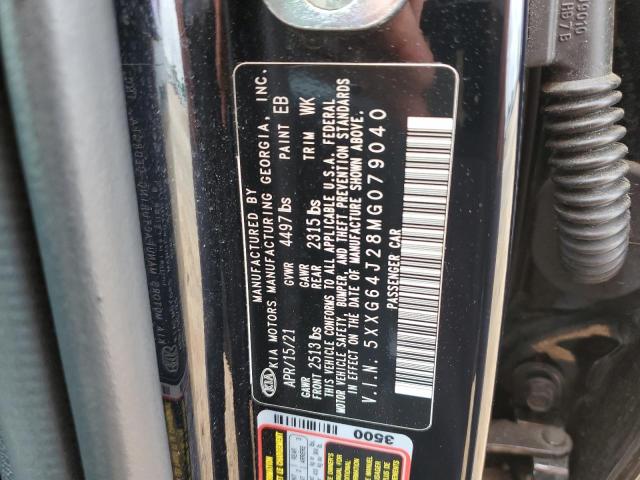 MANUFACTURED BY
KIA KIA MOTORS MANUFACTURING GEORGIA, INC.
APR/15/21 GVWR 4497 lbs PAINT EB
GAWR GAWR
FRONT 2513 lbs REAR 2315 lbs TRIM WK
THIS VEHICLE CONFORMS TO ALL APPLICABLE U.S.A. FEDERAL
MOTOR VEHICLE SAFETY, BUMPER, AND THEFT PREVENTION STANDARDS
IN EFFECT ON THE DATE OF MANUFACTURE SHOWN ABOVE.
V.I.N. 5XXG64J28MG079040
PASSENGER CAR
3500